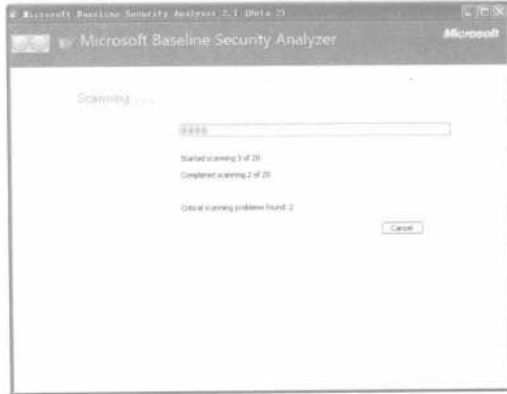 Microsoft Baseline Security Analyzer 2.1 (Beta 2)
Microsoft Baseline Security Analyzer
Microsoft
Scanning . . .
Started scanning 3 of 20
Completed scanning 2 of 20
Critical scanning problems found: 2
Cancel